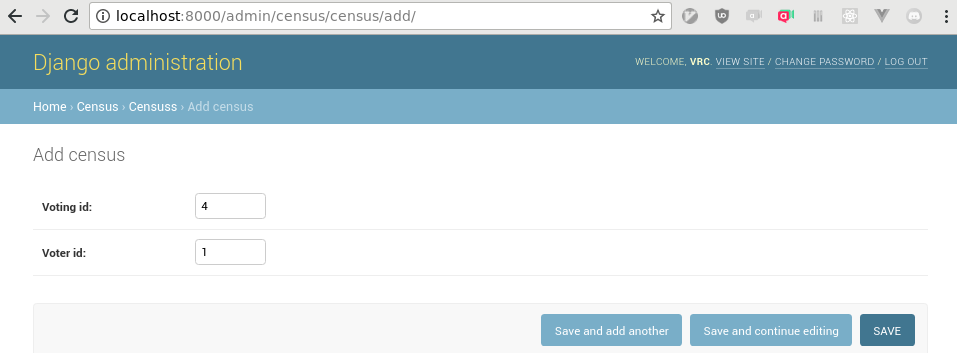 localhost:8000/admin/census/census/add/
Django administration
WELCOME, VRC. VIEW SITE / CHANGE PASSWORD / LOG OUT
Home › Census › Censuss › Add census
Add census
Voting id: 4
Voter id: 1
Save and add another Save and continue editing SAVE